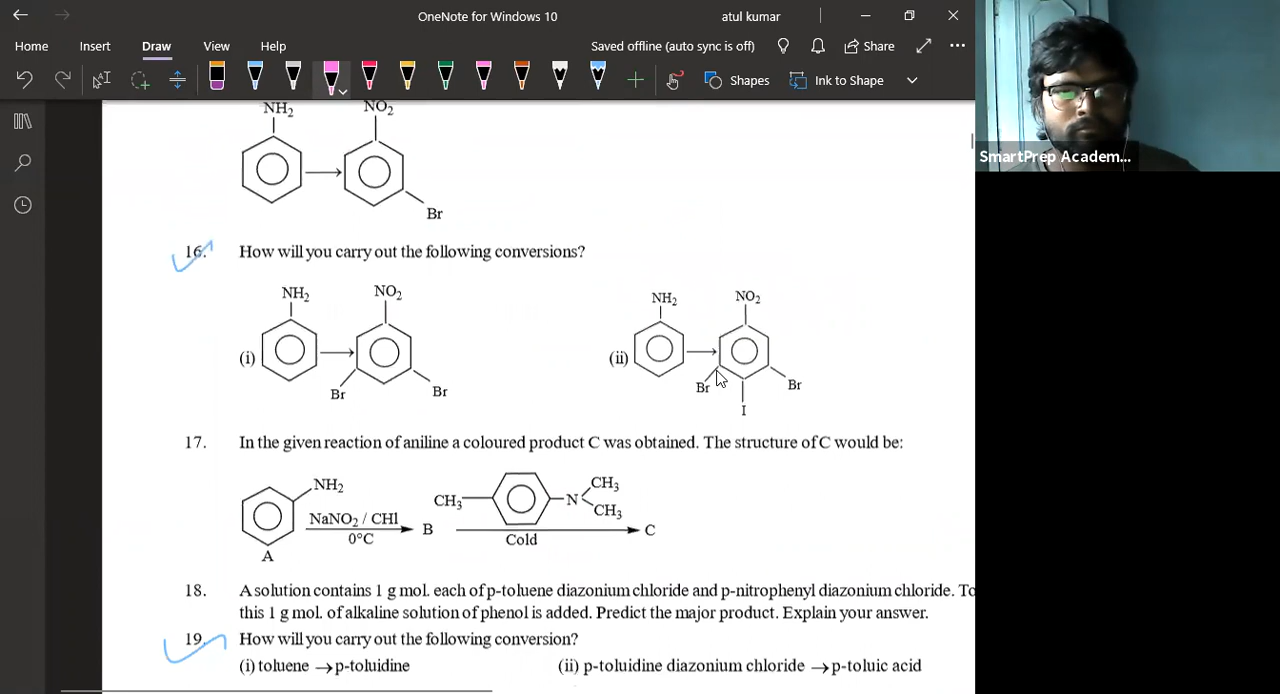 OneNote for Windows 10
atul kumar
Home Insert Draw View Help
Saved offline (auto sync is off)
Share
Shapes
Ink to Shape
SmartPrep Academ...
NH₂ NO₂
Br
16. How will you carry out the following conversions?
NH₂ NO₂ NH₂ NO₂
(i) (ii)
Br Br Br Br
I
17. In the given reaction of aniline a coloured product C was obtained. The structure of C would be:
NH₂ CH₃ N CH₃
CH₃
NaNO₂ / CHl B C
0°C Cold
A
18. A solution contains 1 g mol. each of p-toluene diazonium chloride and p-nitrophenyl diazonium chloride. To
this 1 g mol. of alkaline solution of phenol is added. Predict the major product. Explain your answer.
19. How will you carry out the following conversion?
(i) toluene → p-toluidine (ii) p-toluidine diazonium chloride → p-toluic acid